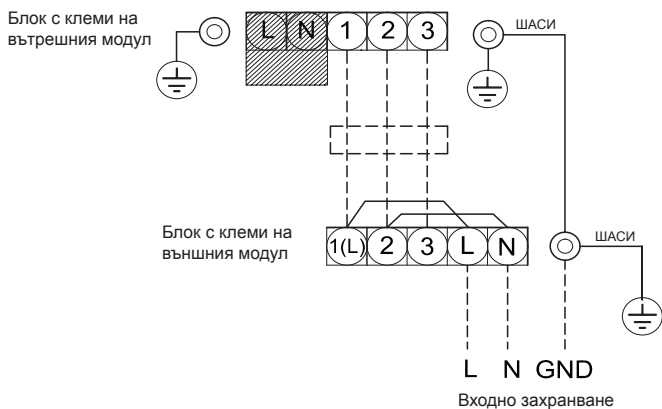 Блок с клеми на
вътрешния модул
L N 1 2 3
ШАСИ
Блок с клеми на
външния модул
1(L) 2 3 L N
ШАСИ
L N GND
Входно захранване